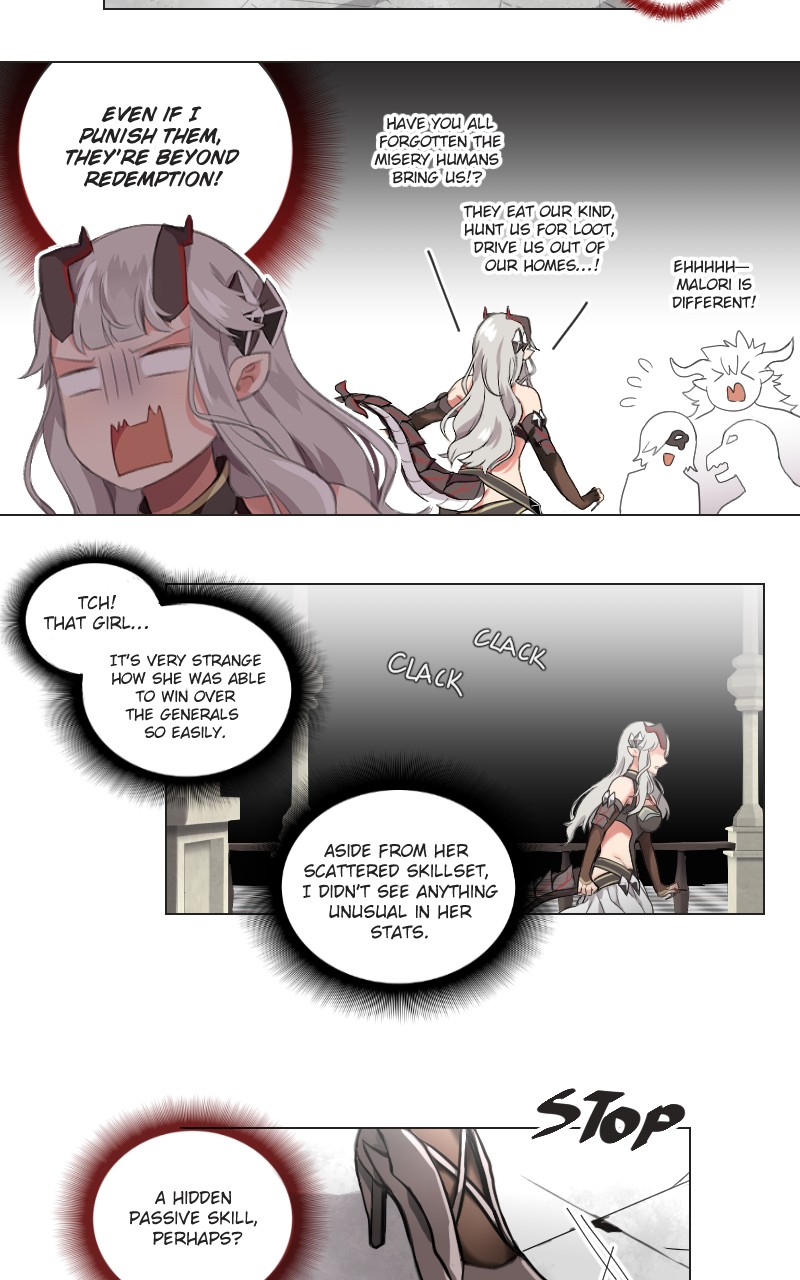 EVEN IF I
PUNISH THEM,
THEY'RE BEYOND
REDEMPTION!
HAVE YOU ALL
FORGOTTEN THE
MISERY HUMANS
BRING US!?
THEY EAT OUR KIND,
HUNT US FOR LOOT,
DRIVE US OUT OF
OUR HOMES...!
EHHHHH—
MALORI IS
DIFFERENT!
TCH!
THAT GIRL...
IT'S VERY STRANGE
HOW SHE WAS ABLE
TO WIN OVER
THE GENERALS
SO EASILY.
CLACK
CLACK
ASIDE FROM HER
SCATTERED SKILLSET,
I DIDN'T SEE ANYTHING
UNUSUAL IN HER
STATS.
STOP
A HIDDEN
PASSIVE SKILL,
PERHAPS?